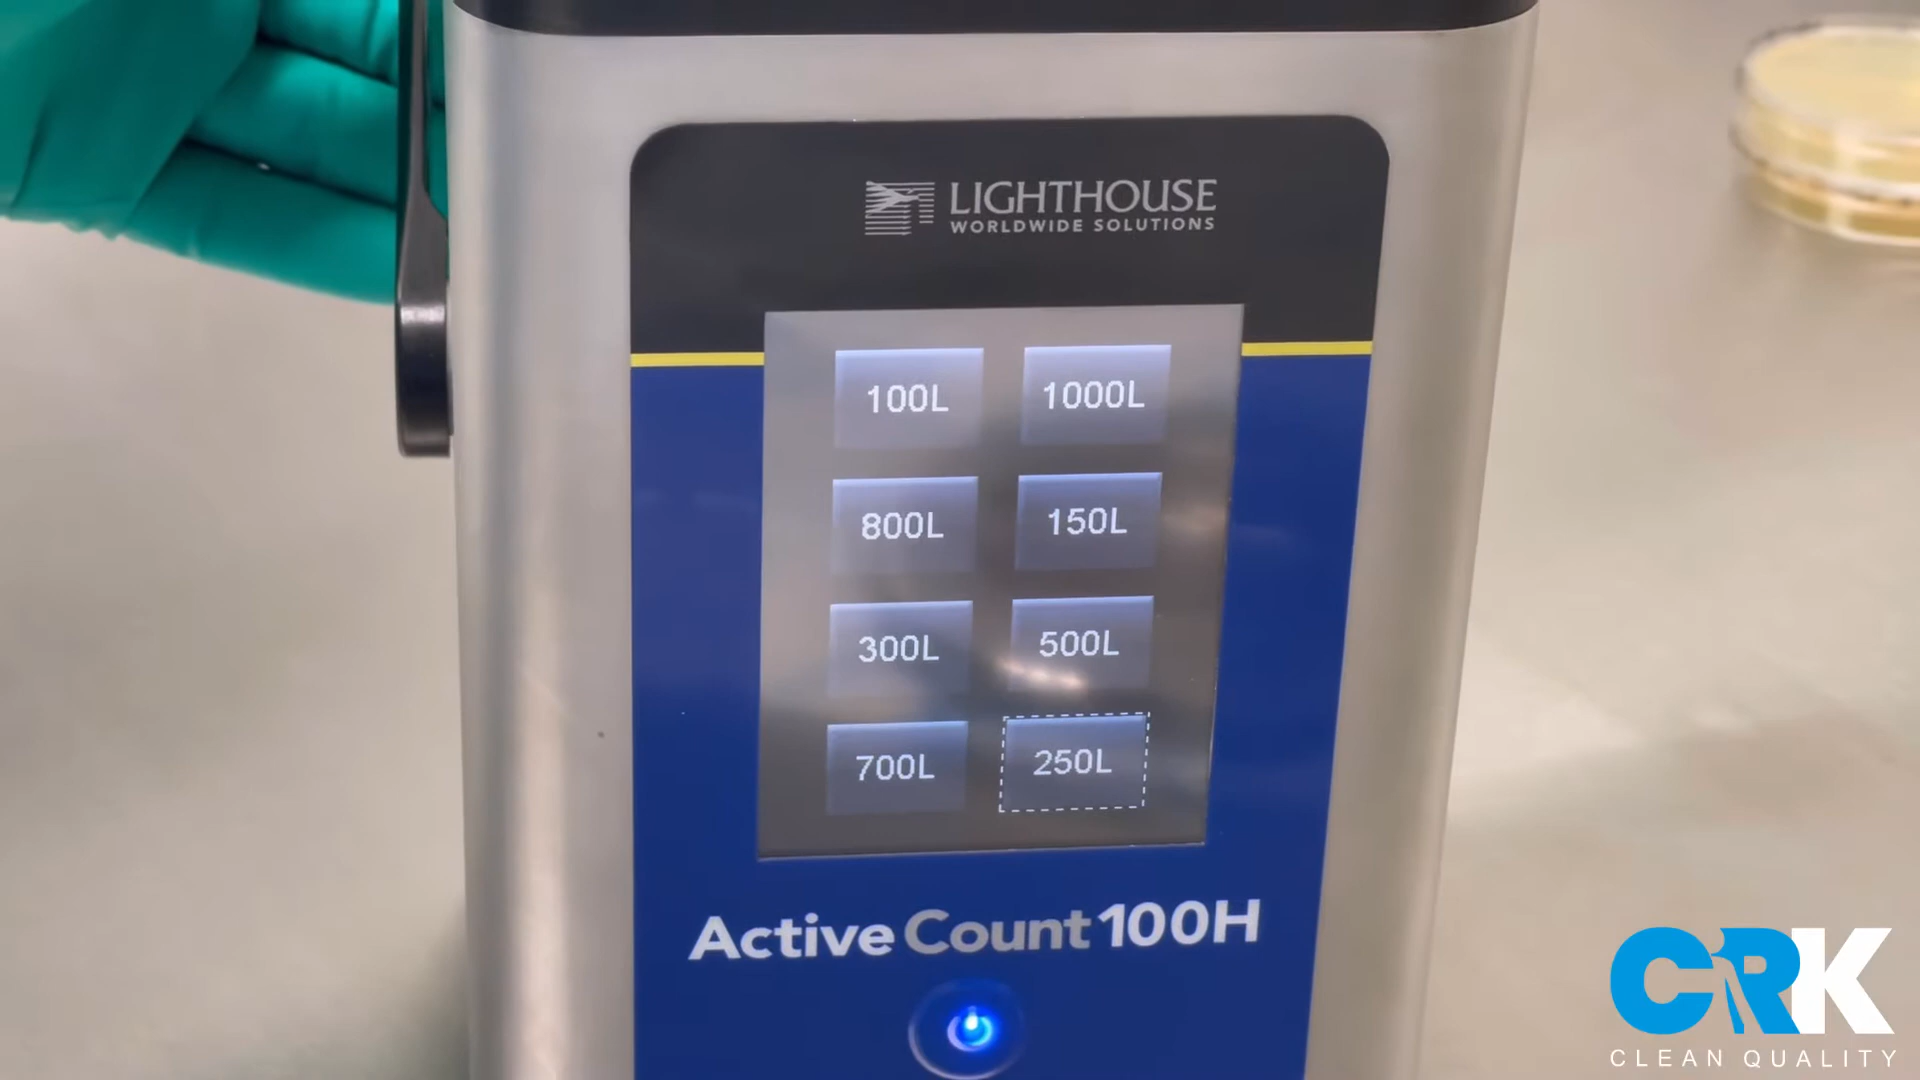 LIGHTHOUSE
WORLDWIDE SOLUTIONS
100L 1000L
800L 150L
300L 500L
700L 250L
Active Count 100H
CRK
CLEAN QUALITY